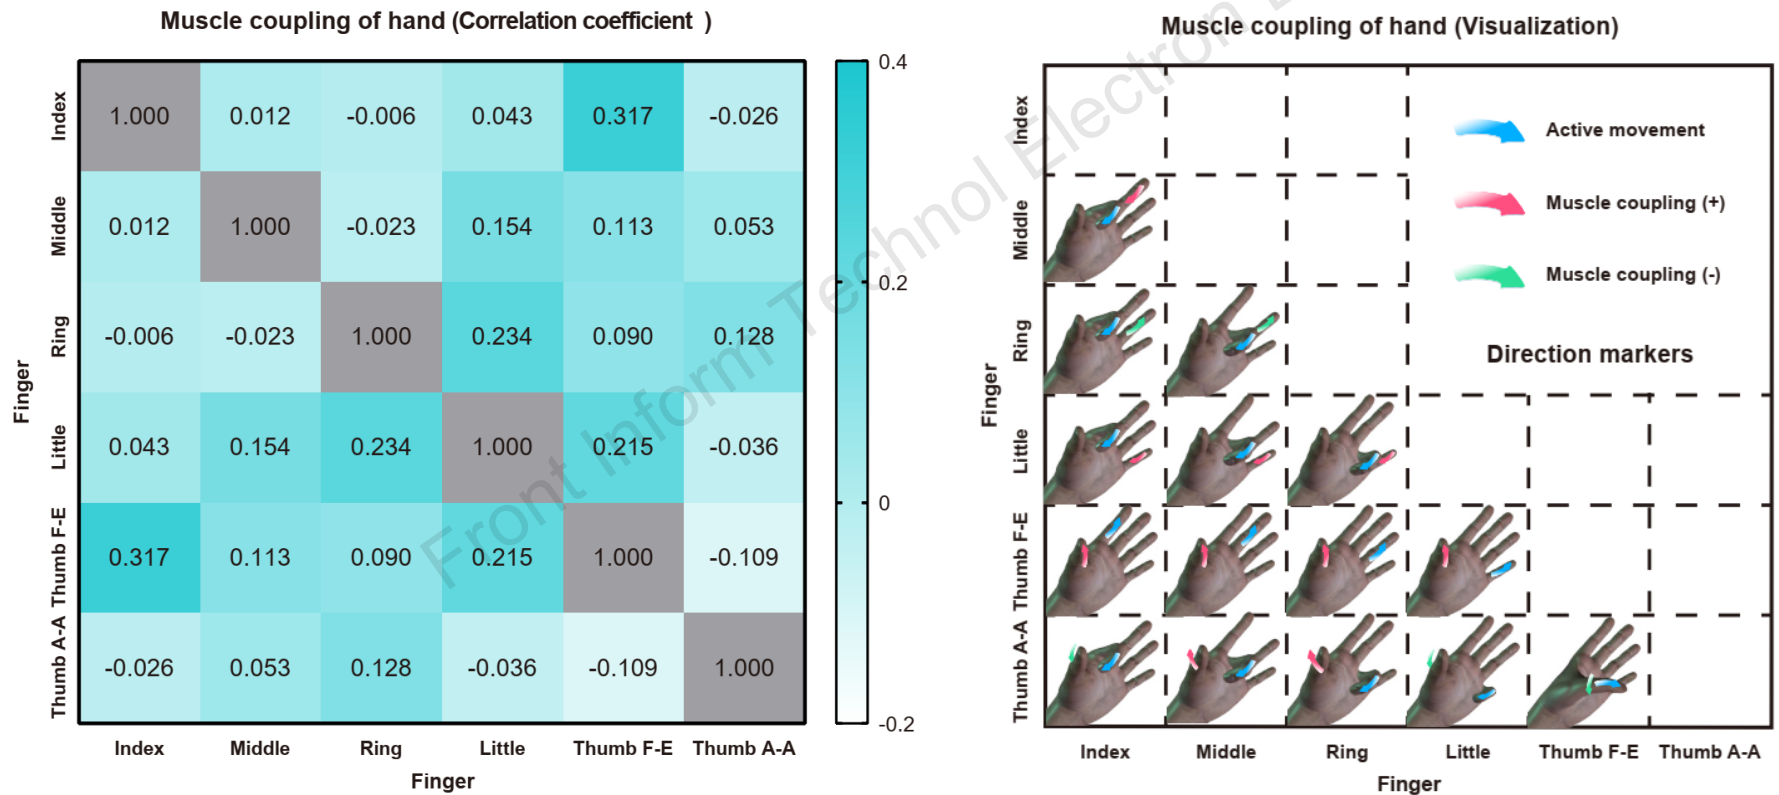 Muscle coupling of hand (Correlation coefficient )
Index
1.000 0.012 -0.006 0.043 0.317 -0.026
Middle
0.012 1.000 -0.023 0.154 0.113 0.053
Ring
-0.006 -0.023 1.000 0.234 0.090 0.128
Little
0.043 0.154 0.234 1.000 0.215 -0.036
Thumb F-E
0.317 0.113 0.090 0.215 1.000 -0.109
Thumb A-A
-0.026 0.053 0.128 -0.036 -0.109 1.000
Finger
Index Middle Ring Little Thumb F-E Thumb A-A
Finger
0.4
0.2
0
-0.2
Muscle coupling of hand (Visualization)
Active movement
Muscle coupling (+)
Muscle coupling (-)
Direction markers
Index
Middle
Ring
Little
Thumb F-E
Thumb A-A
Finger
Index Middle Ring Little Thumb F-E Thumb A-A
Finger
Front Inform Technol Electron